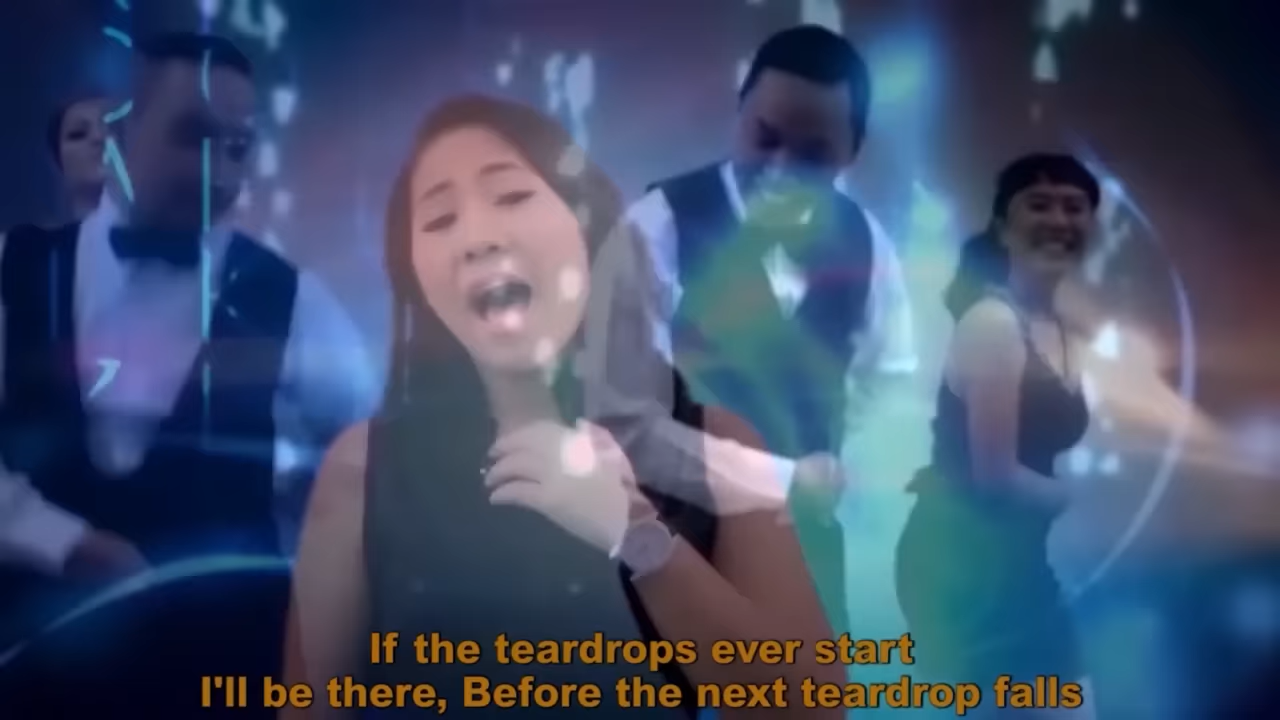 If the teardrops ever start
I'll be there, Before the next teardrop falls